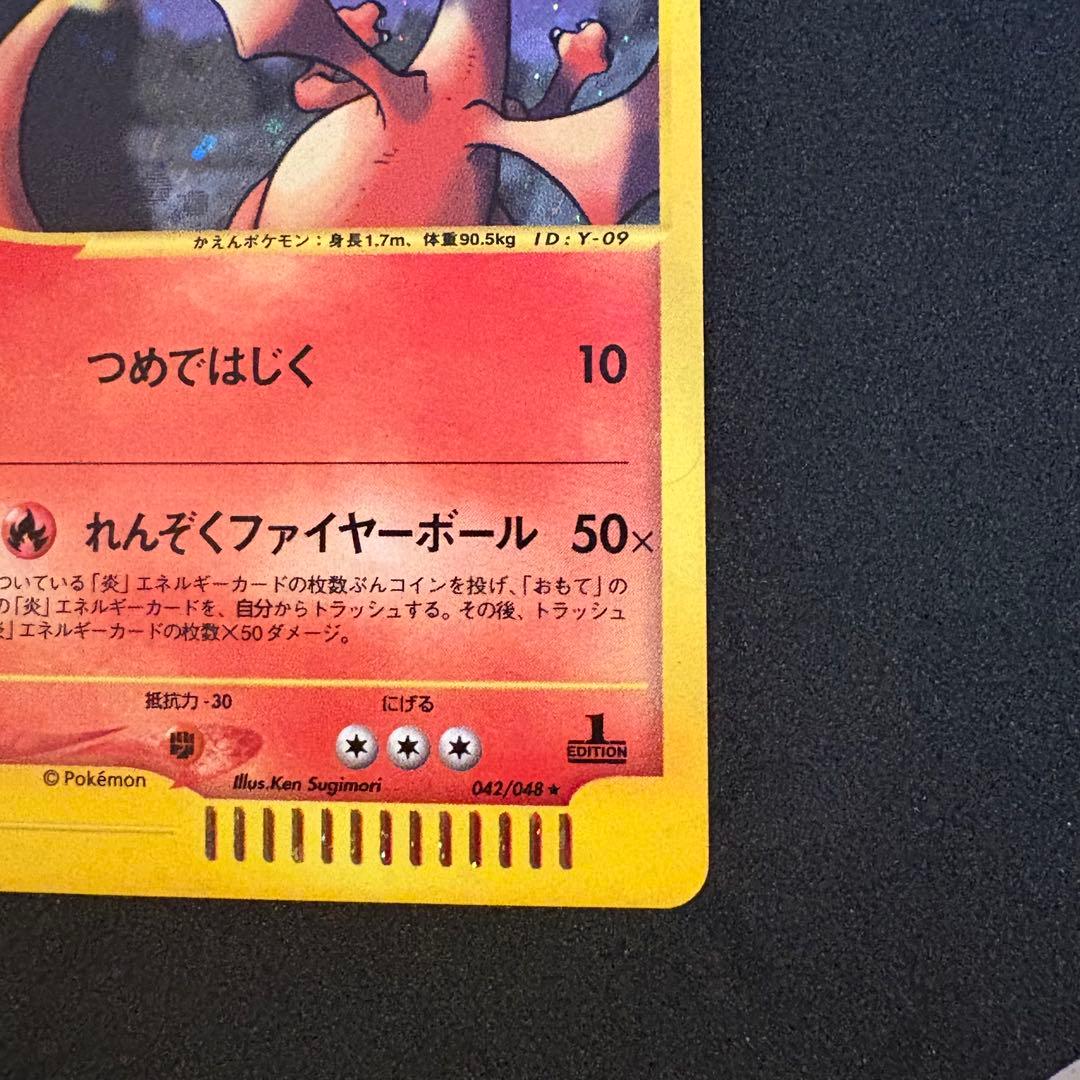 かえんポケモン：身長1.7m、体重90.5kg ID:Y-09
つめではじく 10
れんぞくファイヤーボール 50×
ついている「炎」エネルギーカードの枚数ぶんコインを投げ、「おもて」の
の「炎」エネルギーカードを、自分からトラッシュする。その後、トラッシュ
炎」エネルギーカードの枚数×50ダメージ。
抵抗力-30 にげる
1
EDITION
©Pokémon Illus.Ken Sugimori 042/048★